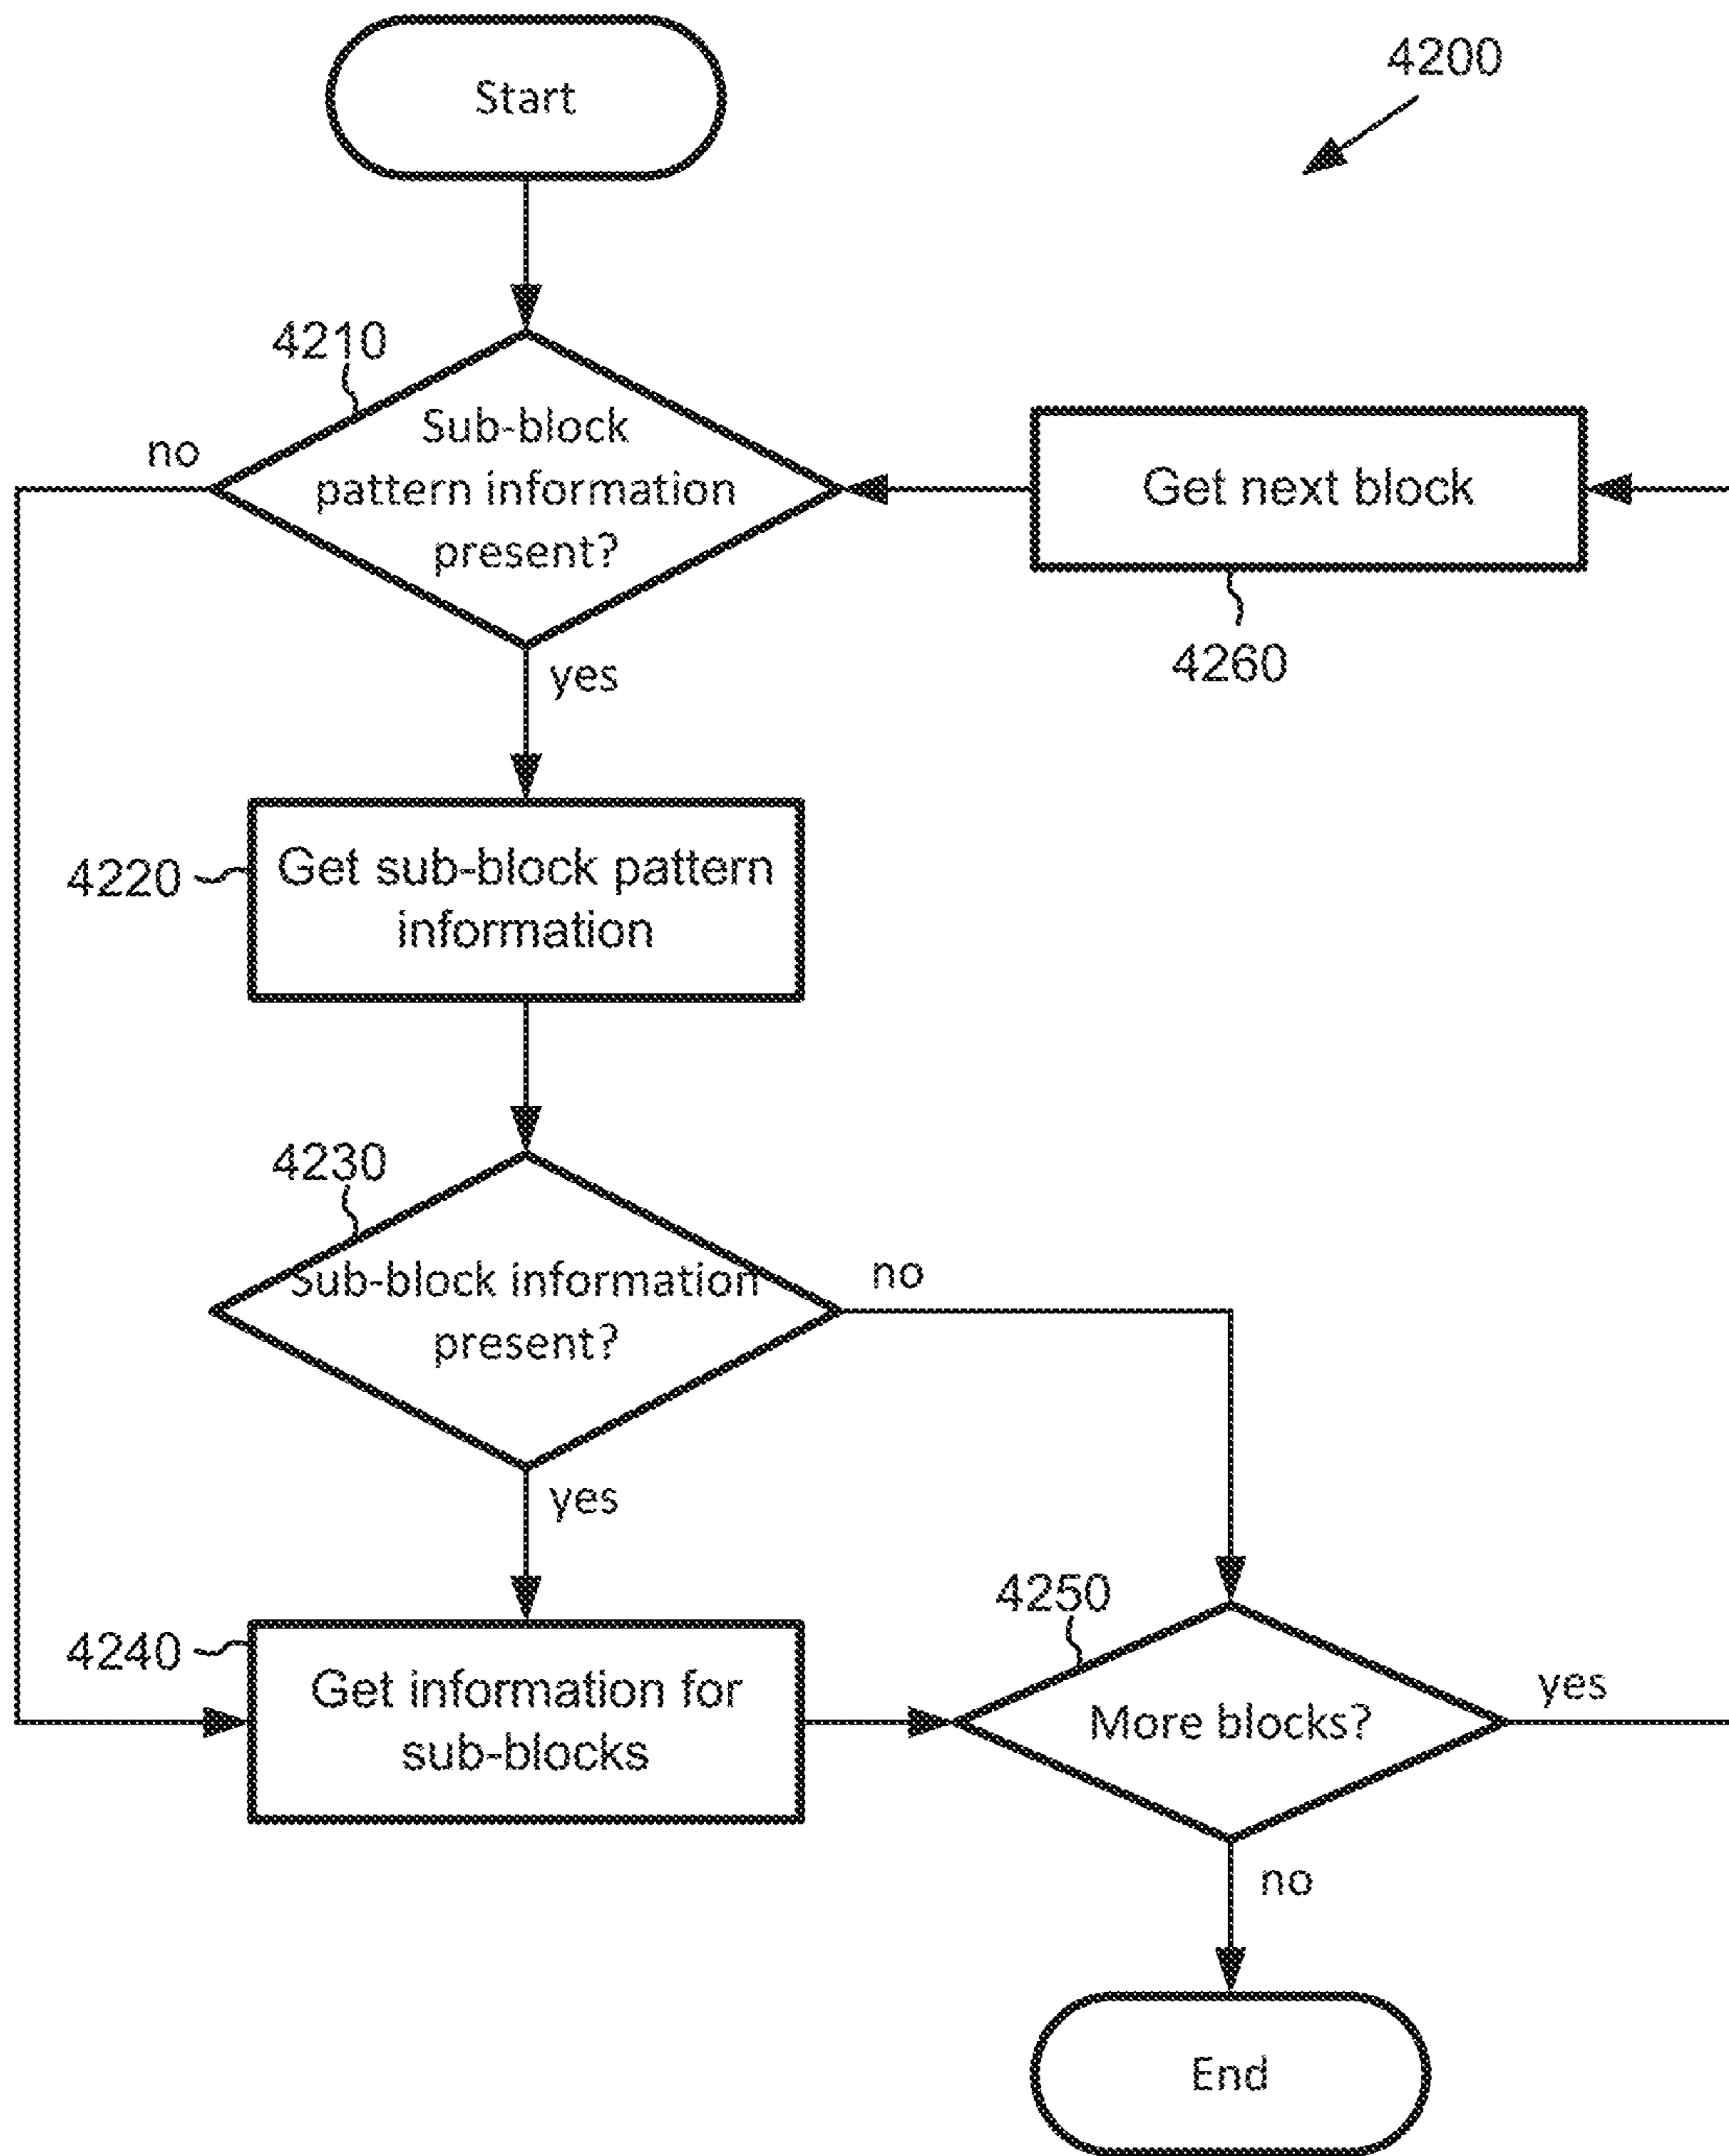 Start
4200
4210
Sub-block
pattern information
present?
no
yes
Get next block
4260
4220
Get sub-block pattern
information
4230
Sub-block information
present?
no
yes
4240
Get information for
sub-blocks
4250
More blocks?
yes
no
End